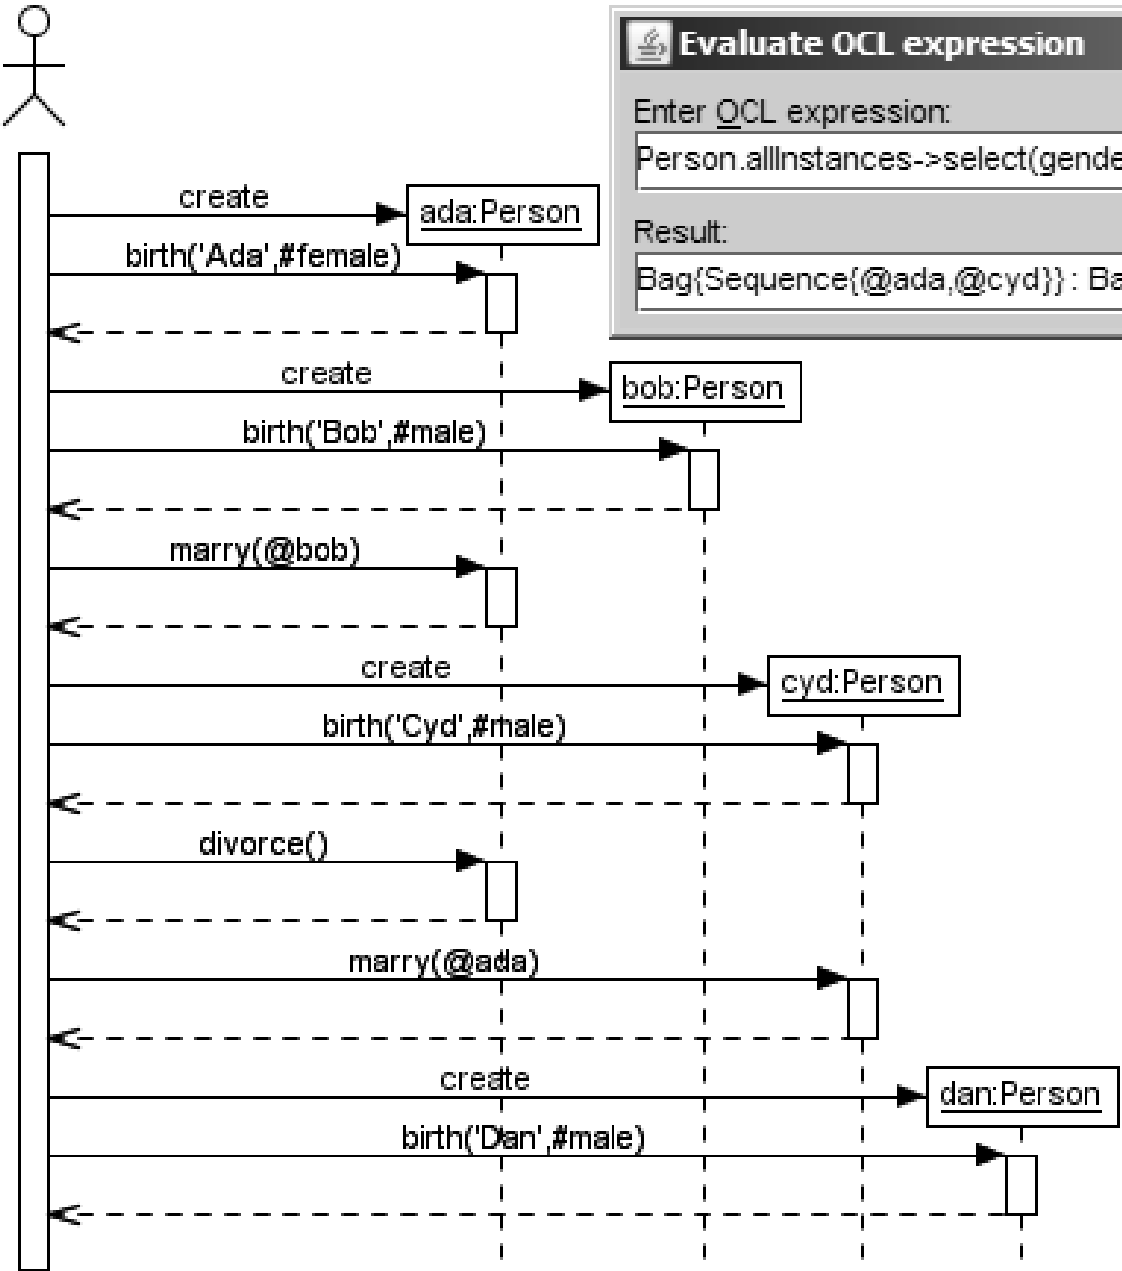 Evaluate OCL expression
Enter OCL expression:
Person.allInstances->select(gende
Result:
Bag{Sequence{@ada,@cyd}} : Ba
create
ada:Person
birth('Ada',#female)
create
bob:Person
birth('Bob',#male)
marry(@bob)
create
cyd:Person
birth('Cyd',#male)
divorce()
marry(@ada)
create
dan:Person
birth('Dan',#male)